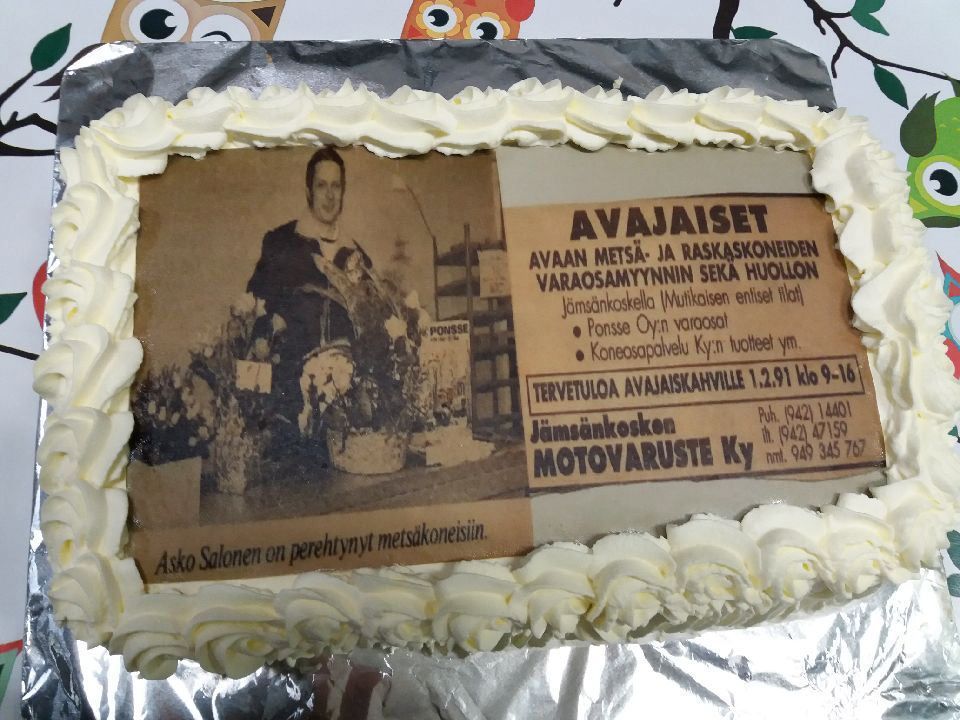 PONSSE
Asko Salonen on perehtynyt metsäkoneisiin.
AVAJAISET
AVAAN METSÄ- JA RASKASKONEIDEN
VARAOSAMYYNNIN SEKÄ HUOLLON
Jämsänkoskella (Mutikaisen entiset tilat)
• Ponsse Oy:n varaosat
• Koneosapalvelu Ky:n tuotteet ym.
TERVETULOA AVAJAISKAHVILLE 1.2.91 klo 9-16
Jämsänkosken
MOTOVARUSTE Ky
Puh. (942) 14401
(942) 47159
nmt. 949 345 767